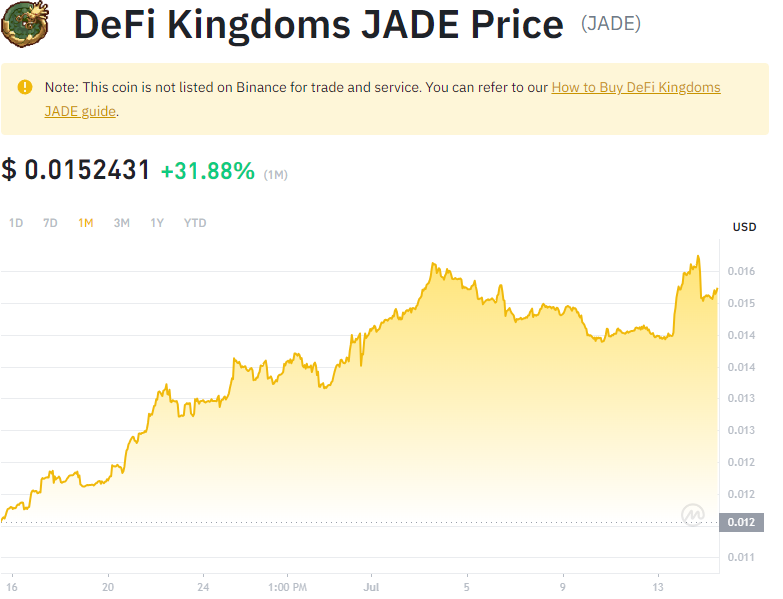 DeFi Kingdoms JADE Price (JADE)
Note: This coin is not listed on Binance for trade and service. You can refer to our How to Buy DeFi Kingdoms
JADE guide.
$ 0.0152431 +31.88% (1M)
1D 7D 1M 3M 1Y YTD
USD
0.016
0.015
0.014
0.014
0.013
0.013
0.012
0.012
0.012
0.011
16 20 24 1:00 PM Jul 5 9 13